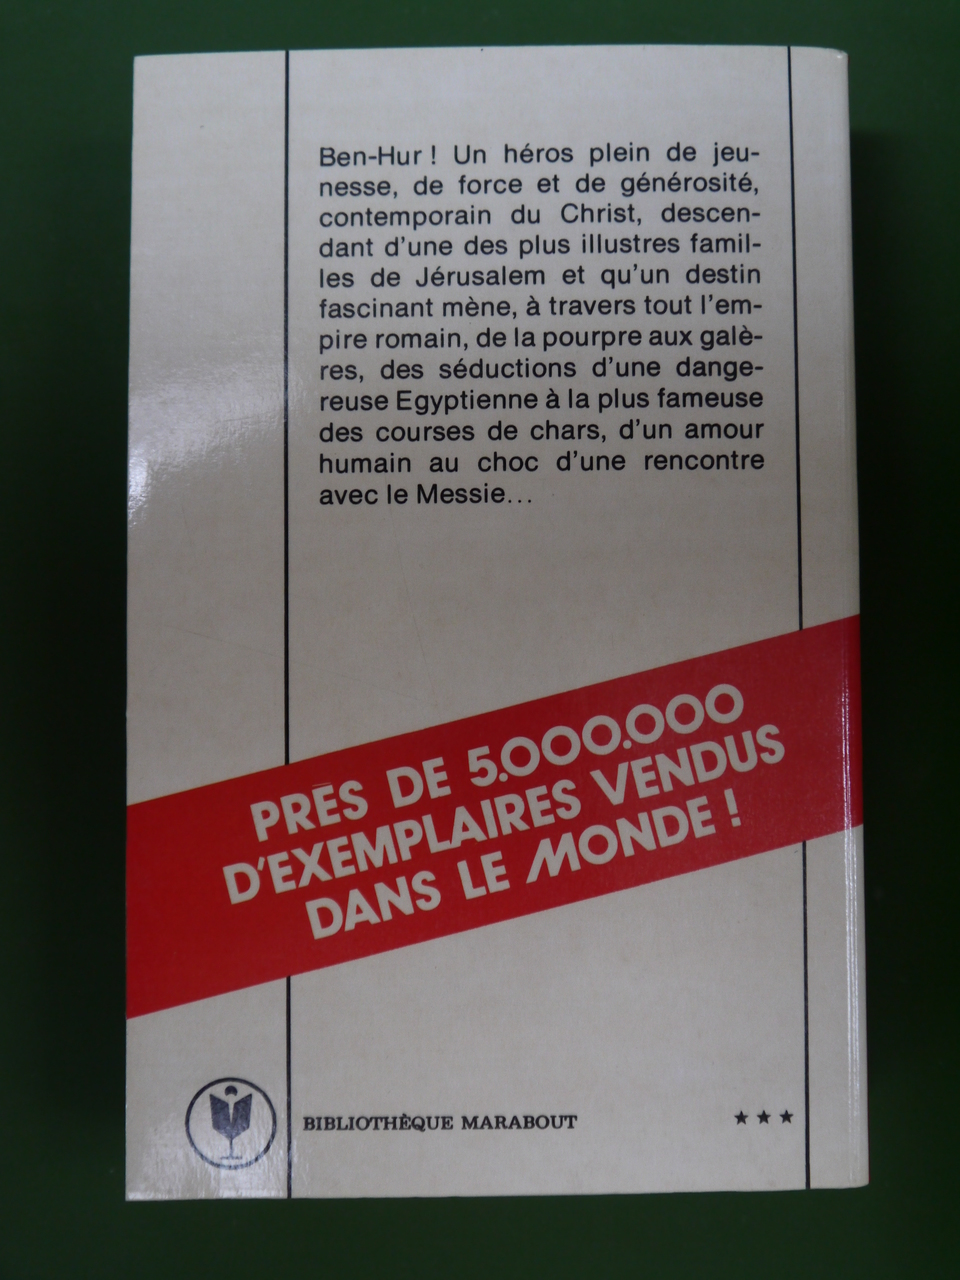 Ben-Hur ! Un héros plein de jeu-
nesse, de force et de générosité,
contemporain du Christ, descen-
dant d'une des plus illustres famil-
les de Jérusalem et qu'un destin
fascinant mène, à travers tout l'em-
pire romain, de la pourpre aux galè-
res, des séductions d'une dange-
reuse Egyptienne à la plus fameuse
des courses de chars, d'un amour
humain au choc d'une rencontre
avec le Messie...
PRÈS DE 5.000.000
D'EXEMPLAIRES VENDUS
DANS LE MONDE !
BIBLIOTHÈQUE MARABOUT ★ ★ ★